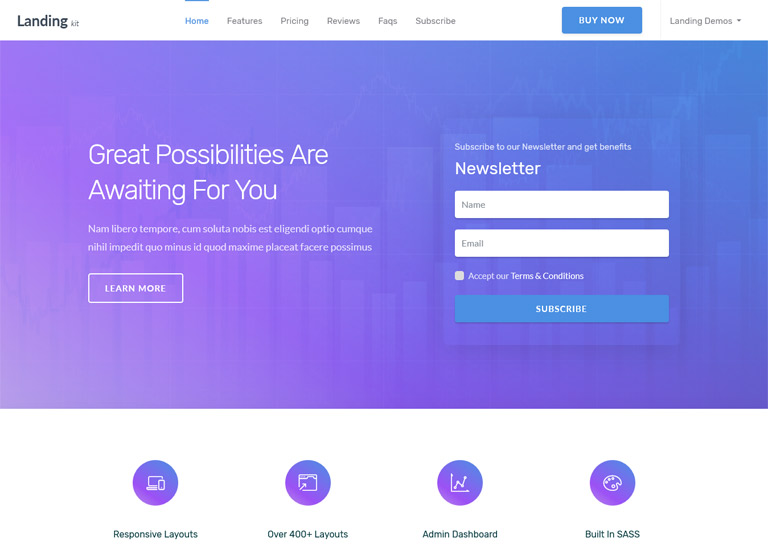 Landing kit
Home
Features
Pricing
Reviews
Faqs
Subscribe
BUY NOW
Landing Demos
Great Possibilities Are
Awaiting For You
Nam libero tempore, cum soluta nobis est eligendi optio cumque
nihil impedit quo minus id quod maxime placeat facere possimus
LEARN MORE
Subscribe to our Newsletter and get benefits
Newsletter
Name
Email
Accept our Terms & Conditions
SUBSCRIBE
Responsive Layouts
Over 400+ Layouts
Admin Dashboard
Built In SASS